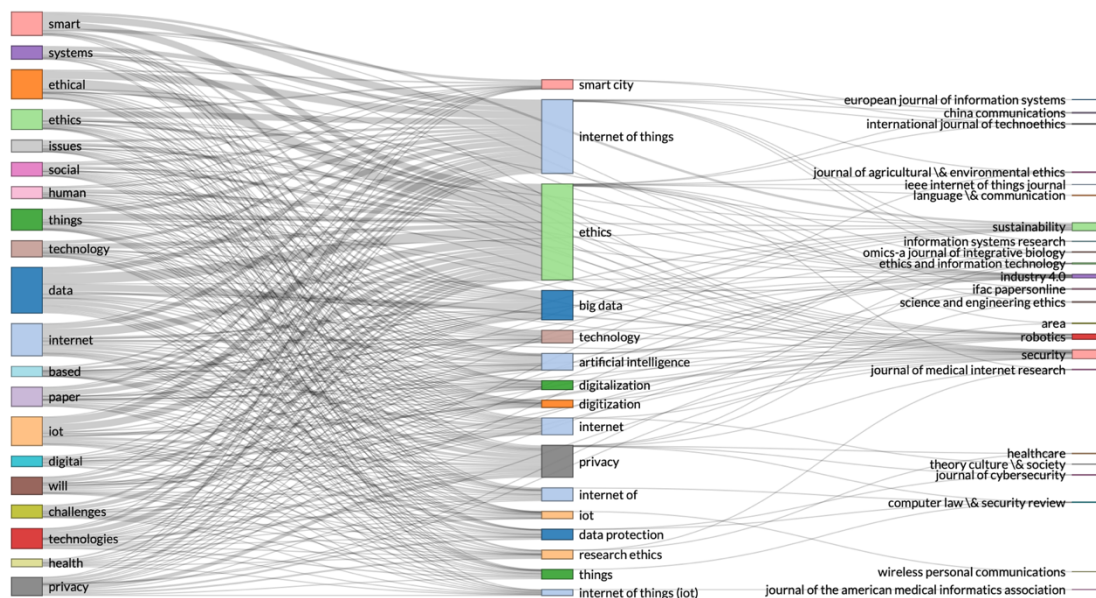 smart
systems
ethical
ethics
issues
social
human
things
technology
data
internet
based
paper
iot
digital
will
challenges
technologies
health
privacy
smart city
internet of things
ethics
big data
technology
artificial intelligence
digitalization
digitization
internet
privacy
internet of
iot
data protection
research ethics
things
internet of things (iot)
european journal of information systems
china communications
international journal of technoethics
journal of agricultural \& environmental ethics
ieee internet of things journal
language \& communication
sustainability
information systems research
omics-a journal of integrative biology
ethics and information technology
industry 4.0
ifac papersonline
science and engineering ethics
area
robotics
security
journal of medical internet research
healthcare
theory culture \& society
journal of cybersecurity
computer law \& security review
wireless personal communications
journal of the american medical informatics association